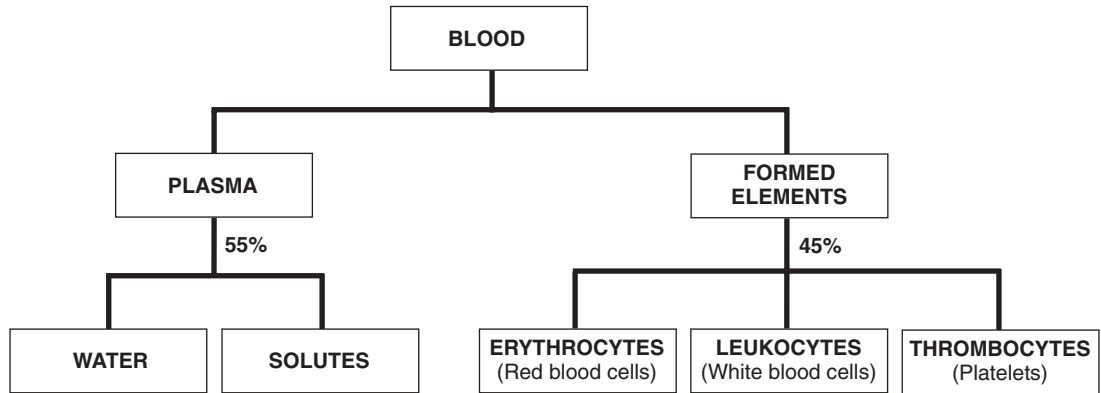 BLOOD
PLASMA
FORMED
ELEMENTS
55%
45%
WATER
SOLUTES
ERYTHROCYTES
(Red blood cells)
LEUKOCYTES
(White blood cells)
THROMBOCYTES
(Platelets)